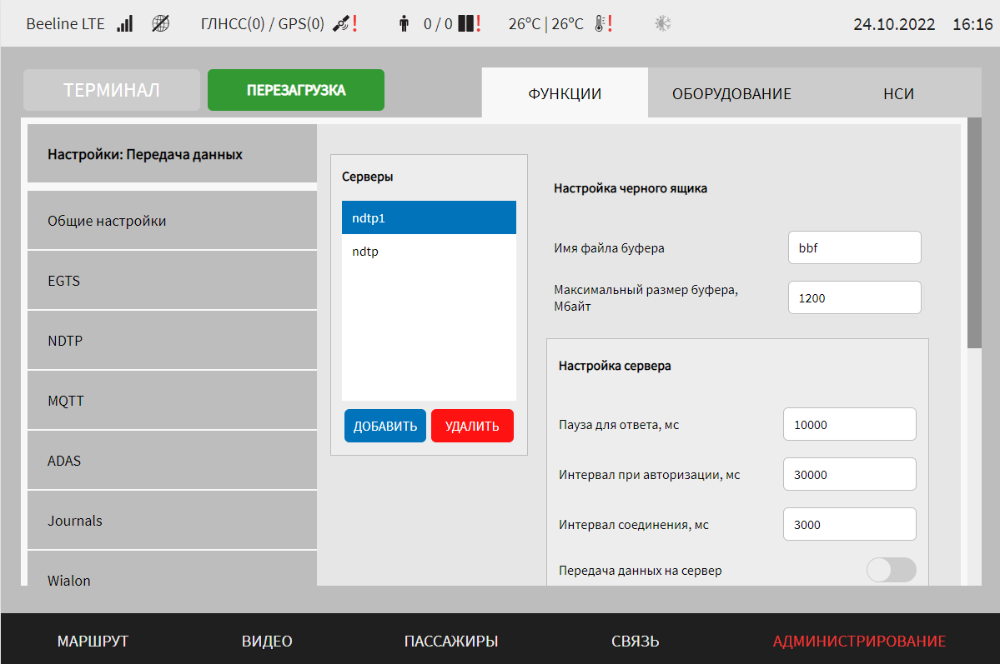 Beeline LTE ГЛНСС(0) / GPS(0) ! 0 / 0 ! 26°C | 26°C ! 24.10.2022 16:16
ТЕРМИНАЛ ПЕРЕЗАГРУЗКА ФУНКЦИИ ОБОРУДОВАНИЕ НСИ
Настройки: Передача данных
Общие настройки
EGTS
NDTP
MQTT
ADAS
Journals
Wialon
Серверы
ndtp1
ndtp
ДОБАВИТЬ УДАЛИТЬ
Настройка черного ящика
Имя файла буфера bbf
Максимальный размер буфера,
Мбайт 1200
Настройка сервера
Пауза для ответа, мс 10000
Интервал при авторизации, мс 30000
Интервал соединения, мс 3000
Передача данных на сервер
МАРШРУТ ВИДЕО ПАССАЖИРЫ СВЯЗЬ АДМИНИСТРИРОВАНИЕ